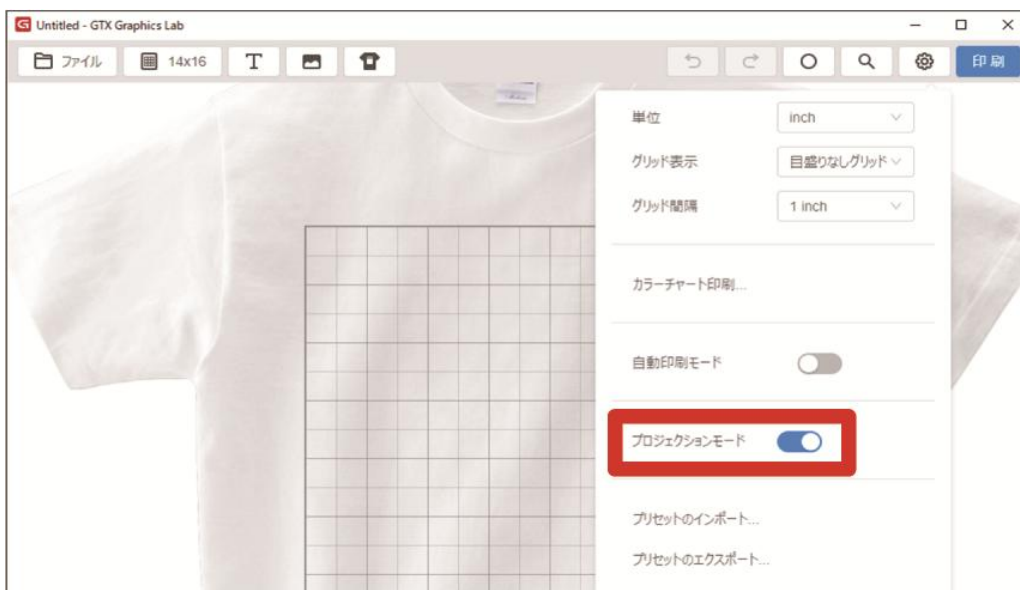 Untitled - GTX Graphics Lab
ファイル 14x16 T 印刷
単位 inch
グリッド表示 目盛りなしグリッド
グリッド間隔 1 inch
カラーチャート印刷...
自動印刷モード
プロジェクションモード
プリセットのインポート...
プリセットのエクスポート...